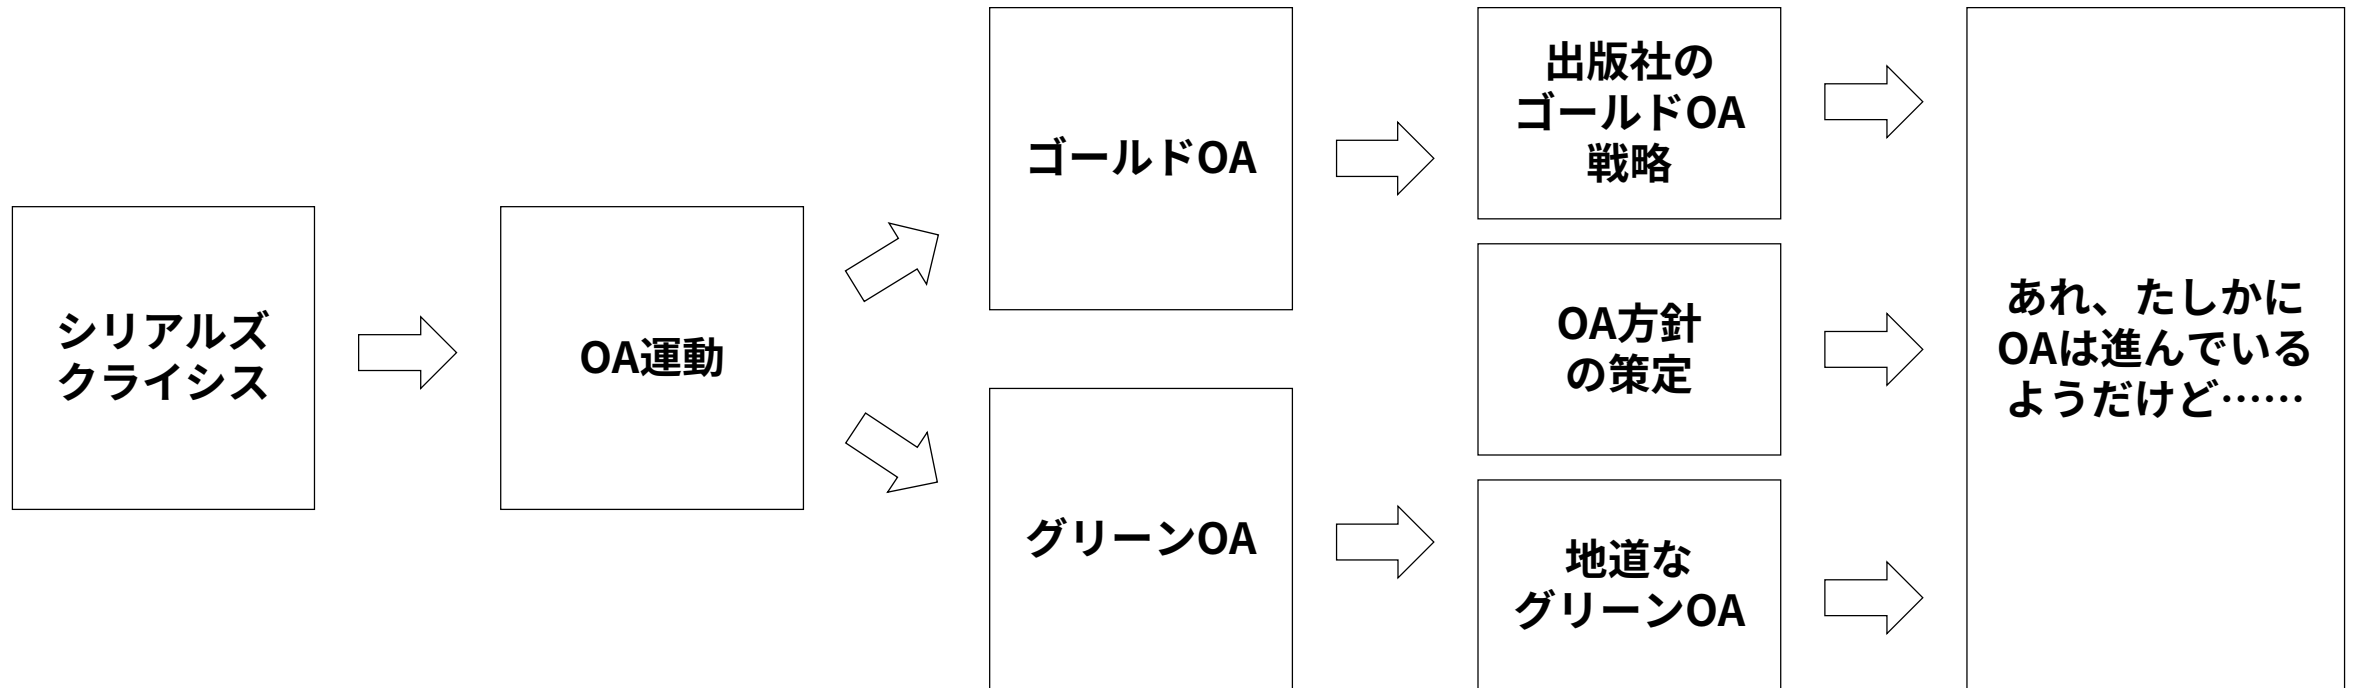 シリアルズ
クライシス
OA運動
ゴールドOA
グリーンOA
出版社の
ゴールドOA
戦略
OA方針
の策定
地道な
グリーンOA
あれ、たしかに
OAは進んでいる
ようだけど……